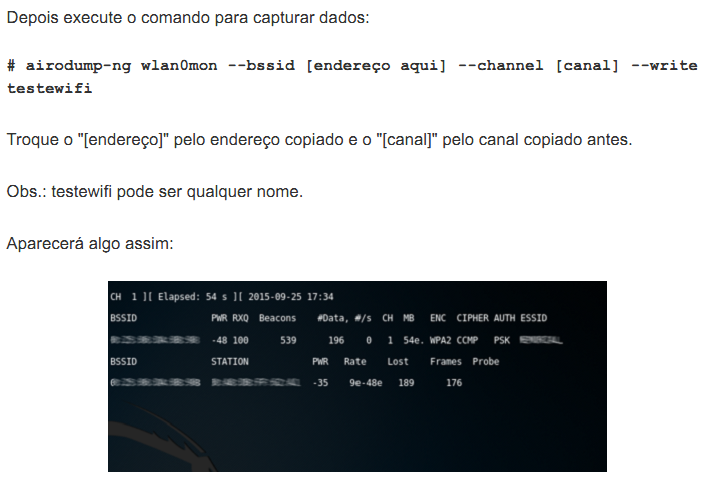 Depois execute o comando para capturar dados:
# airodump-ng wlan0mon --bssid [endereço aqui] --channel [canal] --write
testewifi
Troque o "[endereço]" pelo endereço copiado e o "[canal]" pelo canal copiado antes.
Obs.: testewifi pode ser qualquer nome.
Aparecerá algo assim:
CH 1 ][ Elapsed: 54 s ][ 2015-09-25 17:34
BSSID PWR RXQ Beacons #Data, #/s CH MB ENC CIPHER AUTH ESSID
-48 100 539 196 0 1 54e. WPA2 CCMP PSK
BSSID STATION PWR Rate Lost Frames Probe
-35 9e-48e 189 176